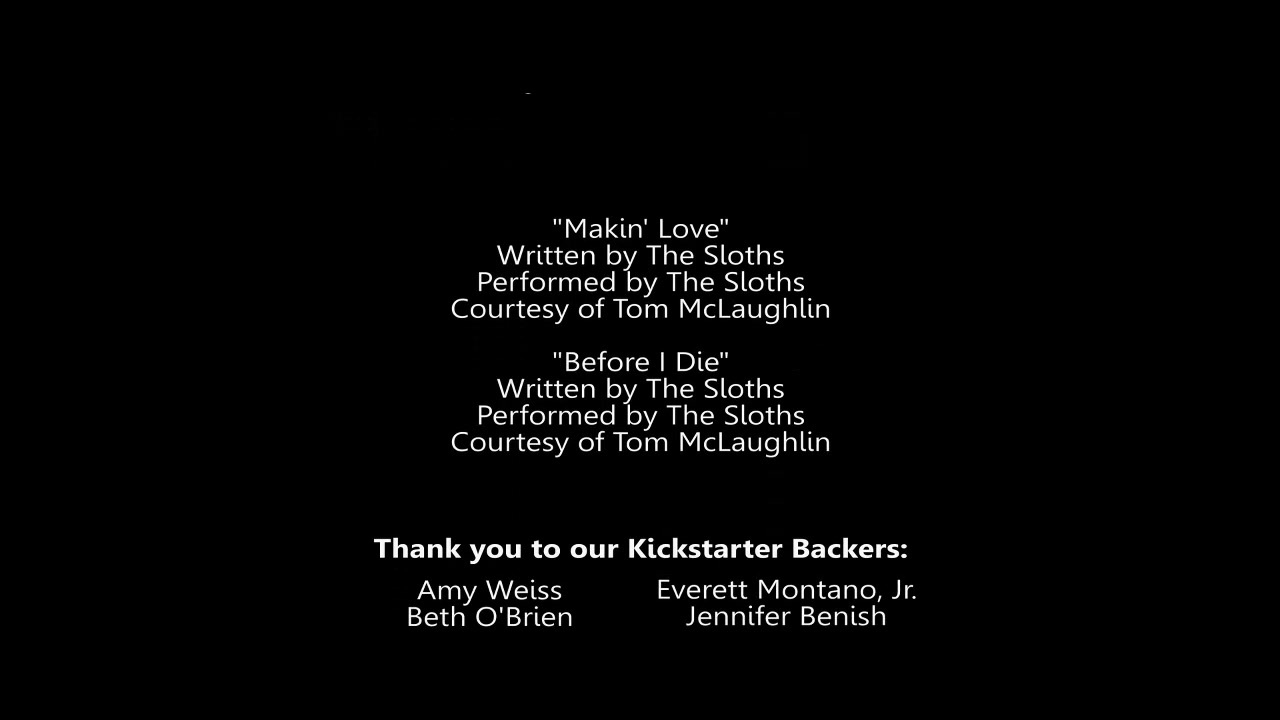 "Makin' Love"
Written by The Sloths
Performed by The Sloths
Courtesy of Tom McLaughlin
"Before I Die"
Written by The Sloths
Performed by The Sloths
Courtesy of Tom McLaughlin
Thank you to our Kickstarter Backers:
Amy Weiss
Beth O'Brien
Everett Montano, Jr.
Jennifer Benish